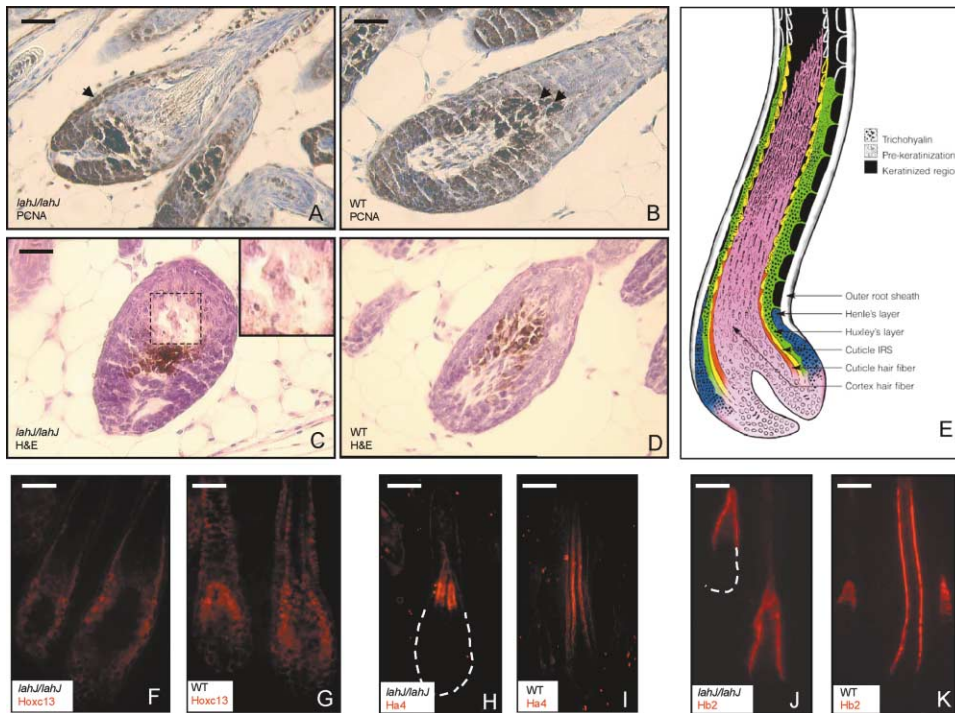 lahJ/lahJ
PCNA
A
WT
PCNA
B
lahJ/lahJ
H&E
C
WT
H&E
D
Trichohyalin
Pre-keratinization
Keratinized region
Outer root sheath
Henle's layer
Huxley's layer
Cuticle IRS
Cuticle hair fiber
Cortex hair fiber
E
lahJ/lahJ
Hoxc13
F
WT
Hoxc13
G
lahJ/lahJ
Ha4
H
WT
Ha4
I
lahJ/lahJ
Hb2
J
WT
Hb2
K